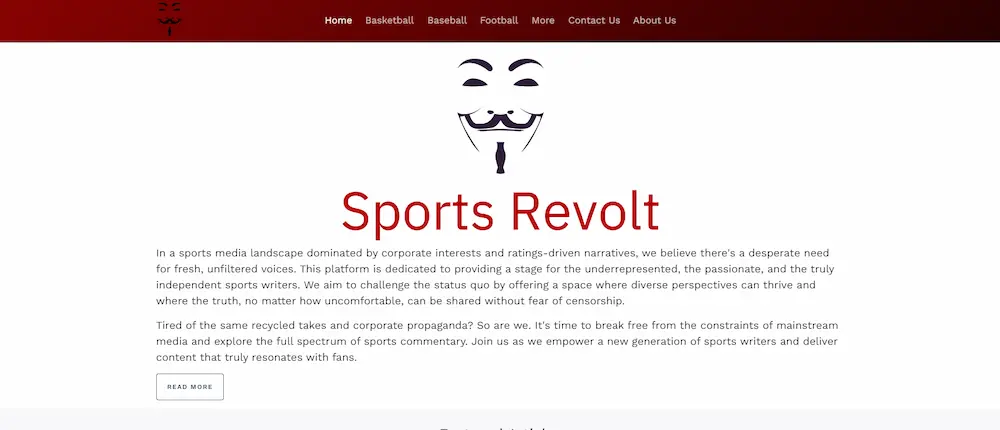 Home Basketball Baseball Football More Contact Us About Us
Sports Revolt
In a sports media landscape dominated by corporate interests and ratings-driven narratives, we believe there's a desperate need
for fresh, unfiltered voices. This platform is dedicated to providing a stage for the underrepresented, the passionate, and the truly
independent sports writers. We aim to challenge the status quo by offering a space where diverse perspectives can thrive and
where the truth, no matter how uncomfortable, can be shared without fear of censorship.
Tired of the same recycled takes and corporate propaganda? So are we. It's time to break free from the constraints of mainstream
media and explore the full spectrum of sports commentary. Join us as we empower a new generation of sports writers and deliver
content that truly resonates with fans.
READ MORE